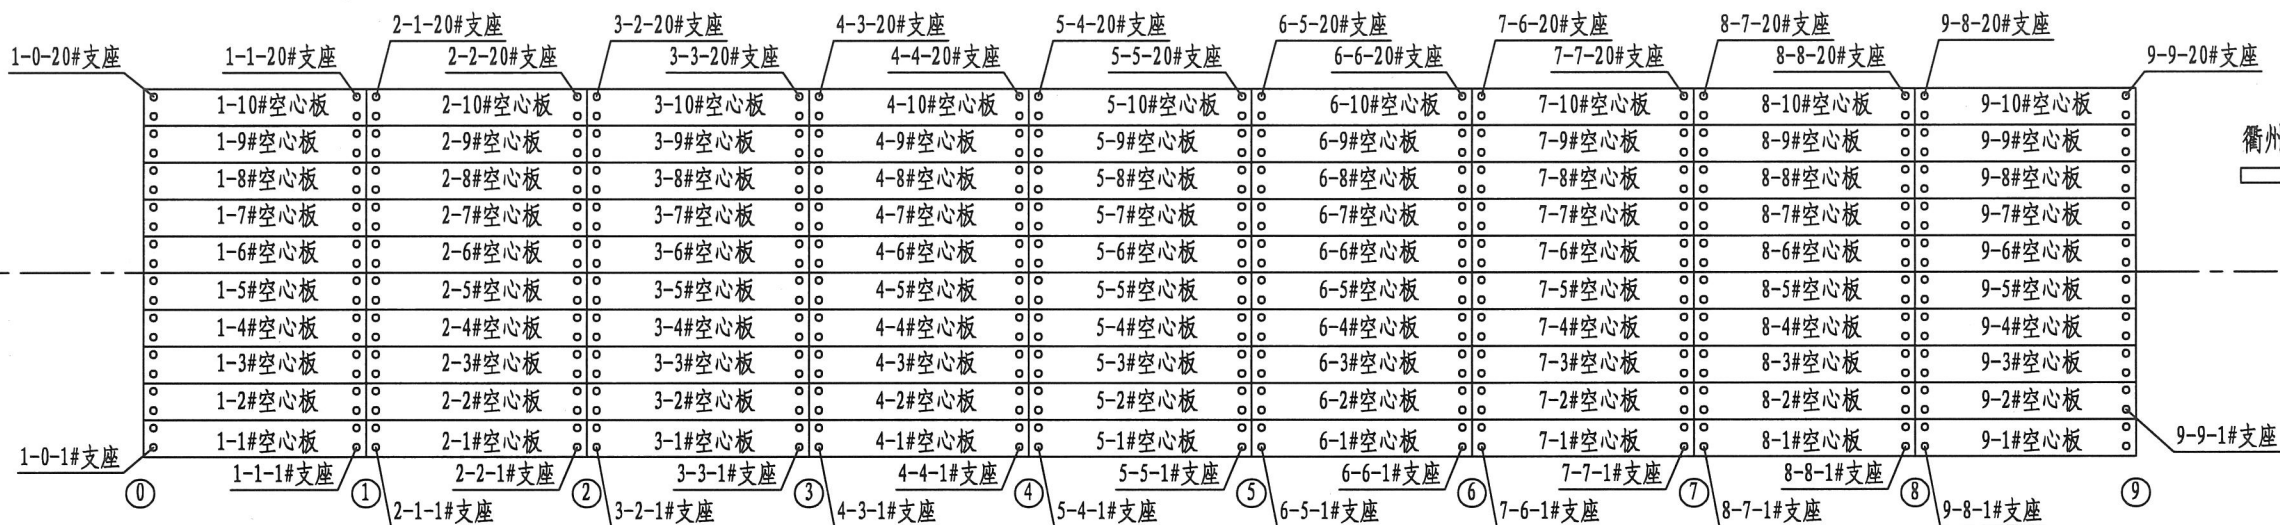 2-1-20#支座 3-2-20#支座 4-3-20#支座 5-4-20#支座 6-5-20#支座 7-6-20#支座 8-7-20#支座 9-8-20#支座
1-0-20#支座 1-1-20#支座 2-2-20#支座 3-3-20#支座 4-4-20#支座 5-5-20#支座 6-6-20#支座 7-7-20#支座 8-8-20#支座 9-9-20#支座
1-10#空心板 2-10#空心板 3-10#空心板 4-10#空心板 5-10#空心板 6-10#空心板 7-10#空心板 8-10#空心板 9-10#空心板
1-9#空心板 2-9#空心板 3-9#空心板 4-9#空心板 5-9#空心板 6-9#空心板 7-9#空心板 8-9#空心板 9-9#空心板 衢州
1-8#空心板 2-8#空心板 3-8#空心板 4-8#空心板 5-8#空心板 6-8#空心板 7-8#空心板 8-8#空心板 9-8#空心板
1-7#空心板 2-7#空心板 3-7#空心板 4-7#空心板 5-7#空心板 6-7#空心板 7-7#空心板 8-7#空心板 9-7#空心板
1-6#空心板 2-6#空心板 3-6#空心板 4-6#空心板 5-6#空心板 6-6#空心板 7-6#空心板 8-6#空心板 9-6#空心板
1-5#空心板 2-5#空心板 3-5#空心板 4-5#空心板 5-5#空心板 6-5#空心板 7-5#空心板 8-5#空心板 9-5#空心板
1-4#空心板 2-4#空心板 3-4#空心板 4-4#空心板 5-4#空心板 6-4#空心板 7-4#空心板 8-4#空心板 9-4#空心板
1-3#空心板 2-3#空心板 3-3#空心板 4-3#空心板 5-3#空心板 6-3#空心板 7-3#空心板 8-3#空心板 9-3#空心板
1-2#空心板 2-2#空心板 3-2#空心板 4-2#空心板 5-2#空心板 6-2#空心板 7-2#空心板 8-2#空心板 9-2#空心板
1-1#空心板 2-1#空心板 3-1#空心板 4-1#空心板 5-1#空心板 6-1#空心板 7-1#空心板 8-1#空心板 9-1#空心板 9-9-1#支座
1-0-1#支座 1-1-1#支座 2-2-1#支座 3-3-1#支座 4-4-1#支座 5-5-1#支座 6-6-1#支座 7-7-1#支座 8-8-1#支座
0 1 2 3 4 5 6 7 8 9
2-1-1#支座 3-2-1#支座 4-3-1#支座 5-4-1#支座 6-5-1#支座 7-6-1#支座 8-7-1#支座 9-8-1#支座